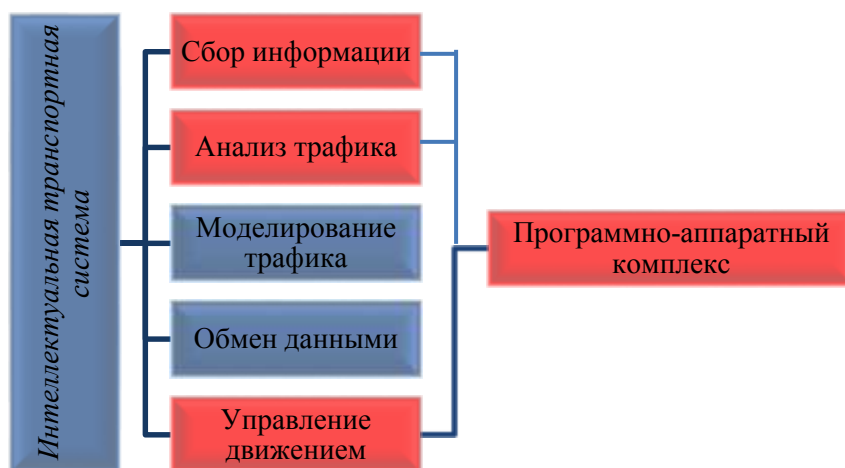 Интеллектуальная транспортная
система
Сбор информации
Анализ трафика
Моделирование
трафика
Обмен данными
Управление
движением
Программно-аппаратный
комплекс